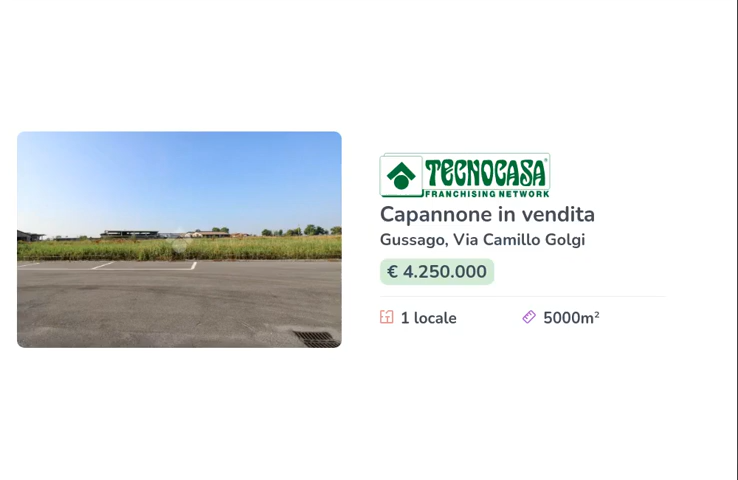 TECNOCASA
FRANCHISING NETWORK
Capannone in vendita
Gussago, Via Camillo Golgi
€ 4.250.000
1 locale
5000m²